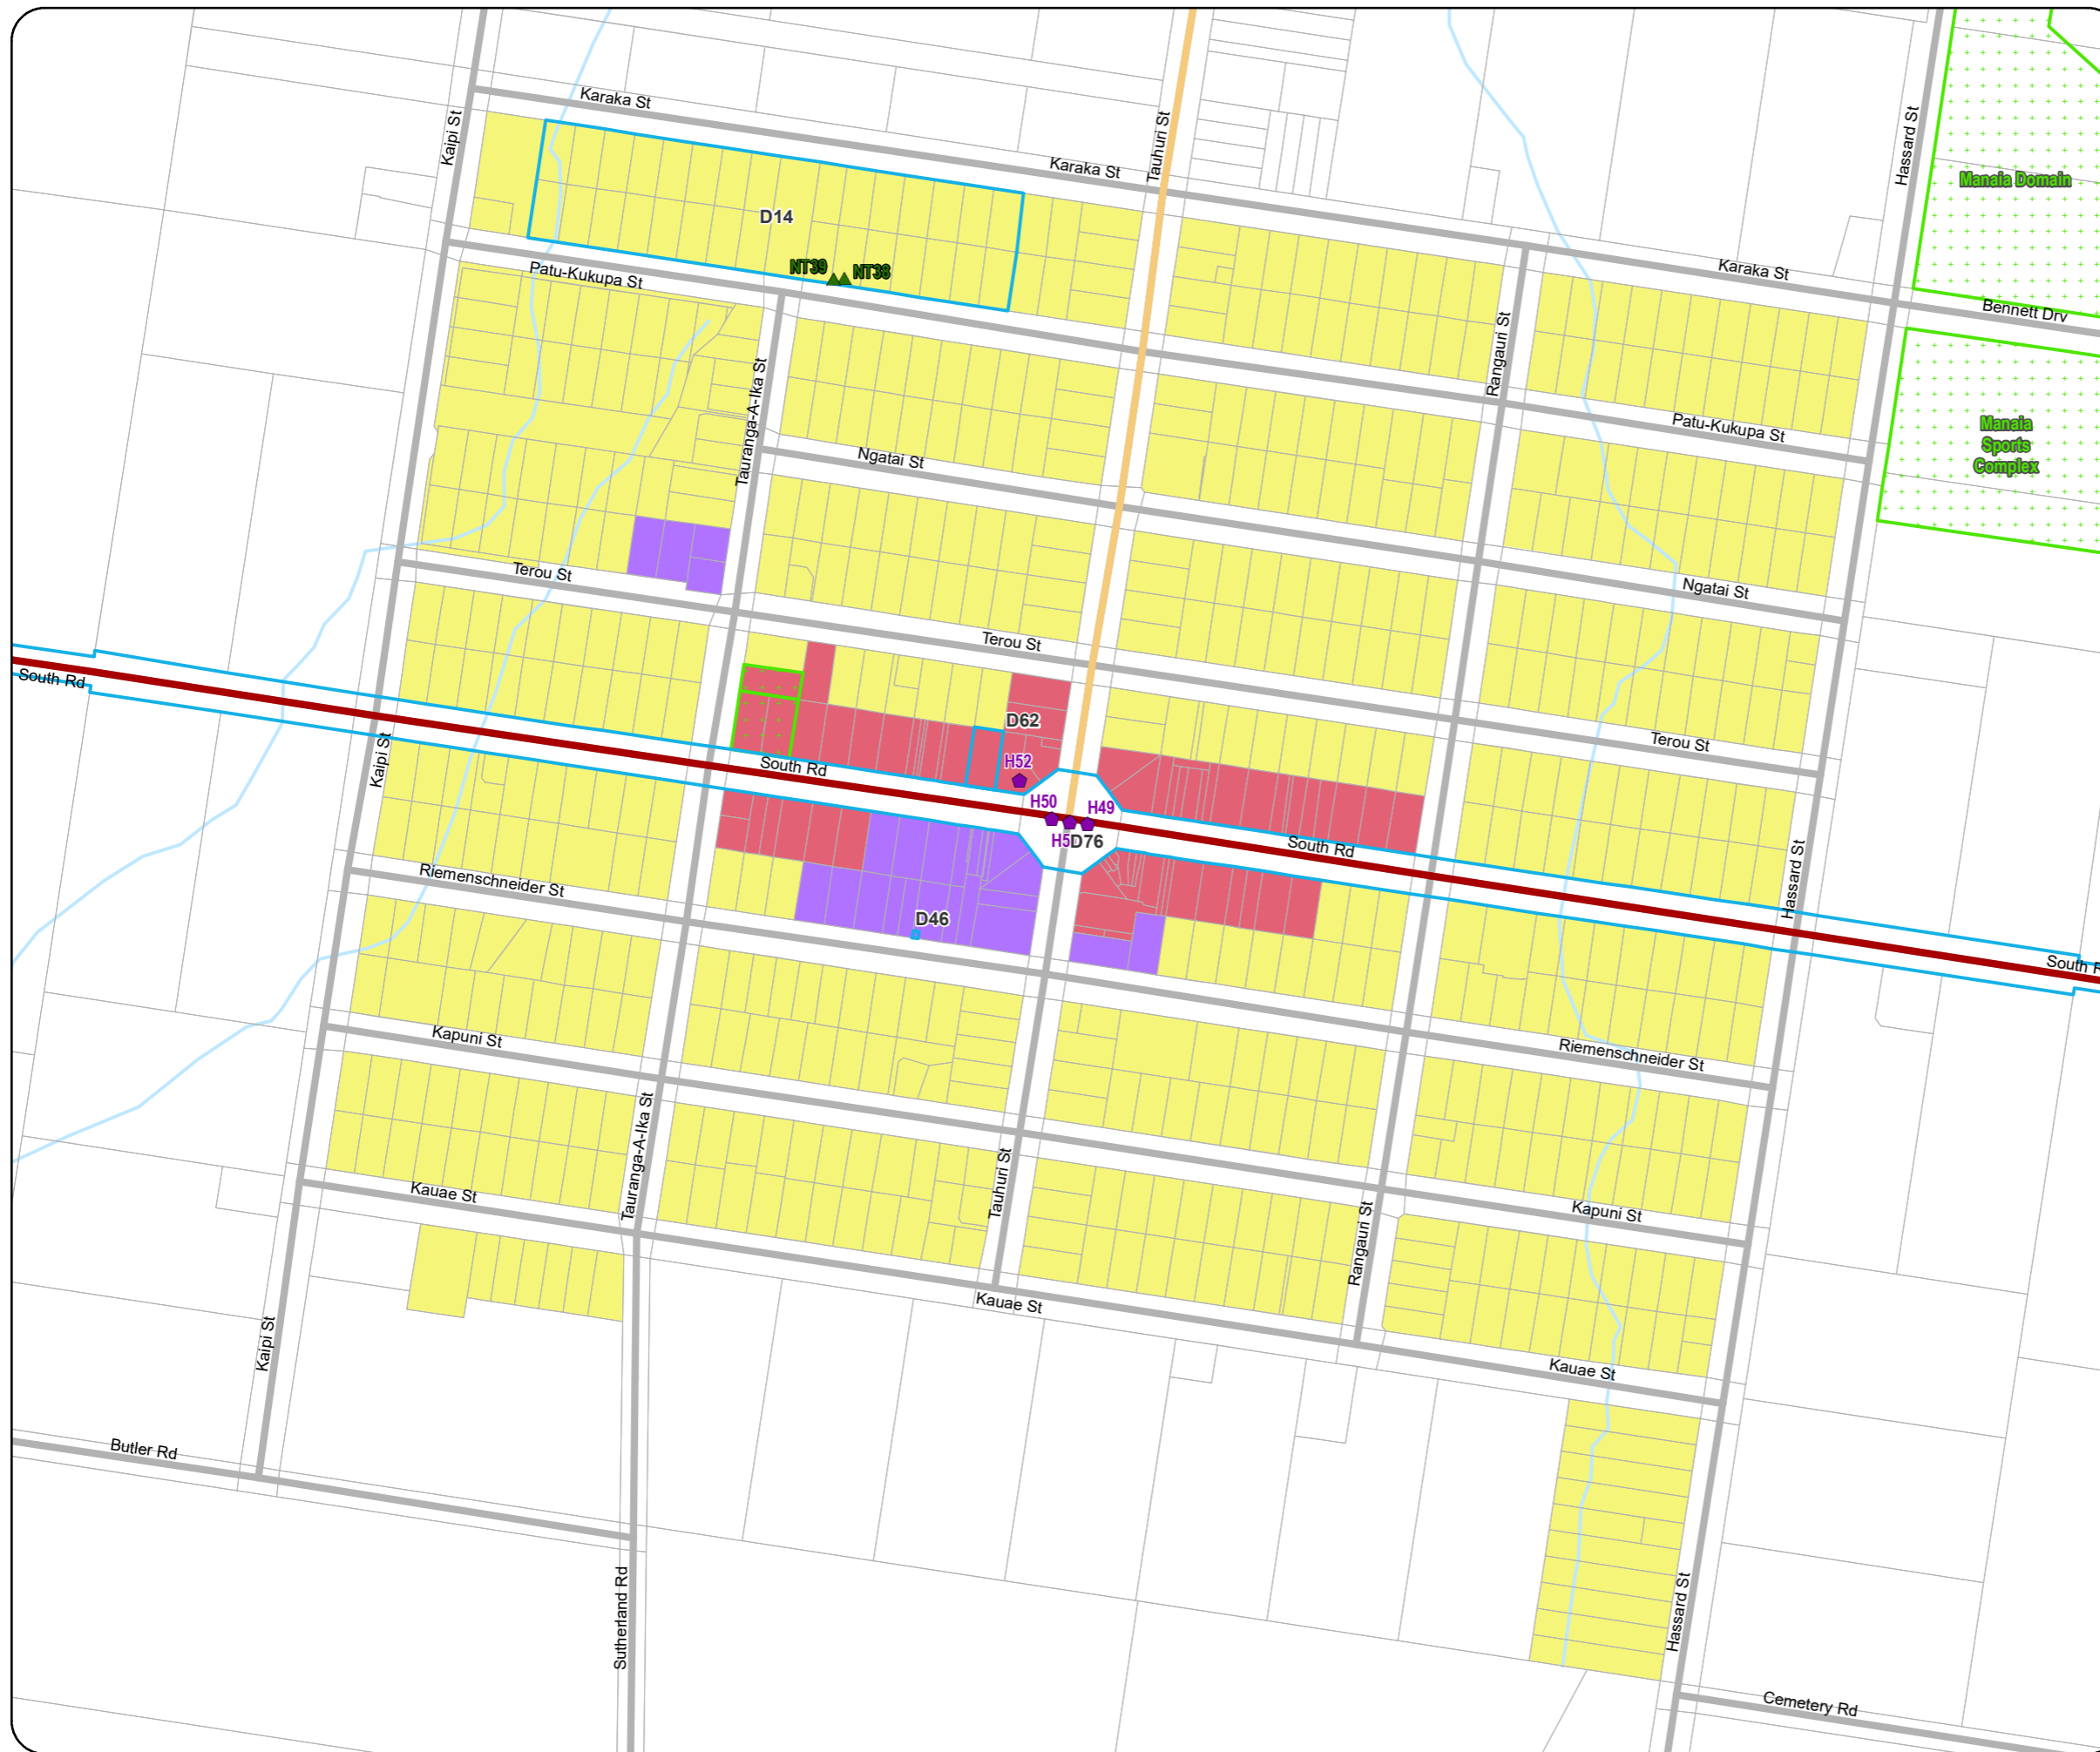 Karaka St
Kaipi St
Tauhuri St
Karaka St
Hassard St
Manaia Domain
D14
NT39
NT38
Patu-Kukupa St
Karaka St
Bennett Drv
Rangauri St
Tauranga-A-Ika St
Patu-Kukupa St
Manaia
Sports
Complex
Ngatai St
Terou St
Ngatai St
Terou St
South Rd
D62
Terou St
Kaipi St
South Rd
H52
H50
H49
H5
D76
South Rd
Hassard St
Riemenschneider St
D46
South R
Kapuni St
Riemenschneider St
Tauranga-A-Ika St
Tauhuri St
Kauae St
Kapuni St
Rangauri St
Kauae St
Kaipi St
Kauae St
Butler Rd
Sutherland Rd
Hassard St
Cemetery Rd